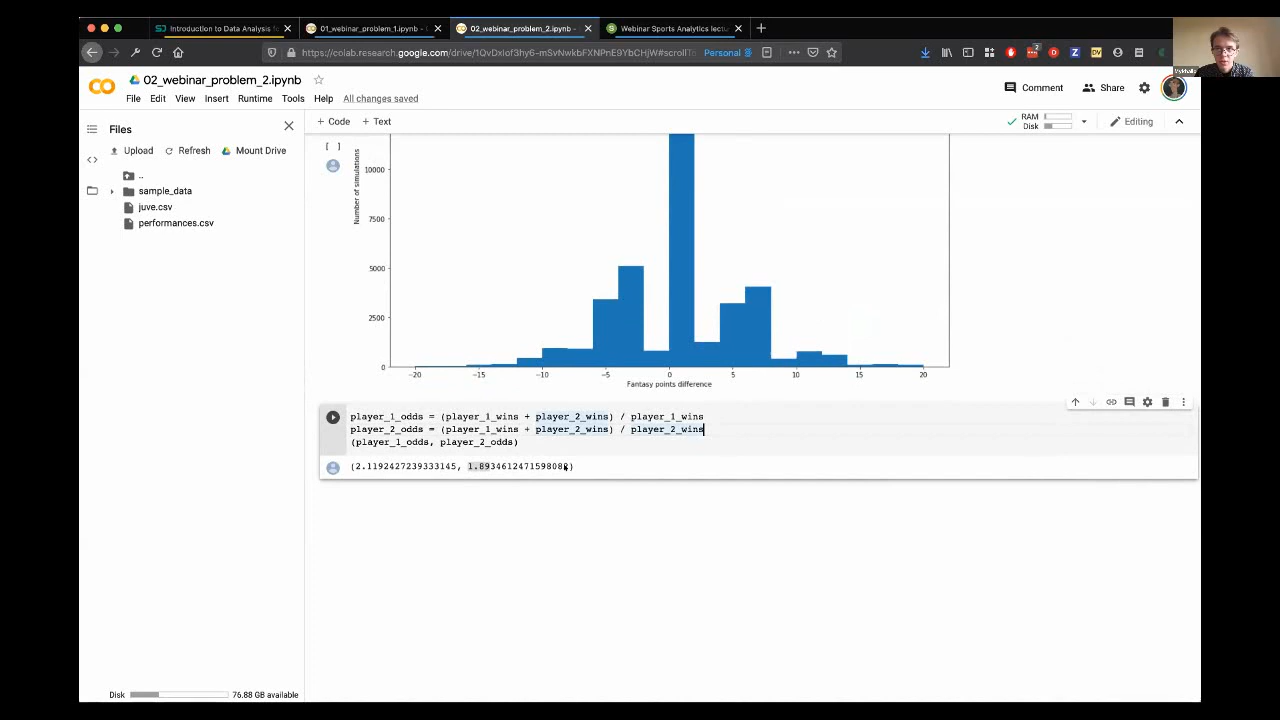 Introduction to Data Analysis fo
01_webinar_problem_1.ipynb -
02_webinar_problem_2.ipynb -
Webinar Sports Analytics lectu
https://colab.research.google.com/drive/
Personal
02_webinar_problem_2.ipynb
File Edit View Insert Runtime Tools Help All changes saved
Comment
Share
Files
+ Code + Text
RAM
Disk
Editing
Upload Refresh Mount Drive
..
sample_data
juve.csv
performances.csv
[ ]
Number of simulations
10000
7500
5000
2500
0
−20 −15 −10 −5 0 5 10 15 20
Fantasy points difference
player_1_odds = (player_1_wins + player_2_wins) / player_1_wins
player_2_odds = (player_1_wins + player_2_wins) / player_2_wins
(player_1_odds, player_2_odds)
(2.1192427239333145,
Disk
76.88 GB available